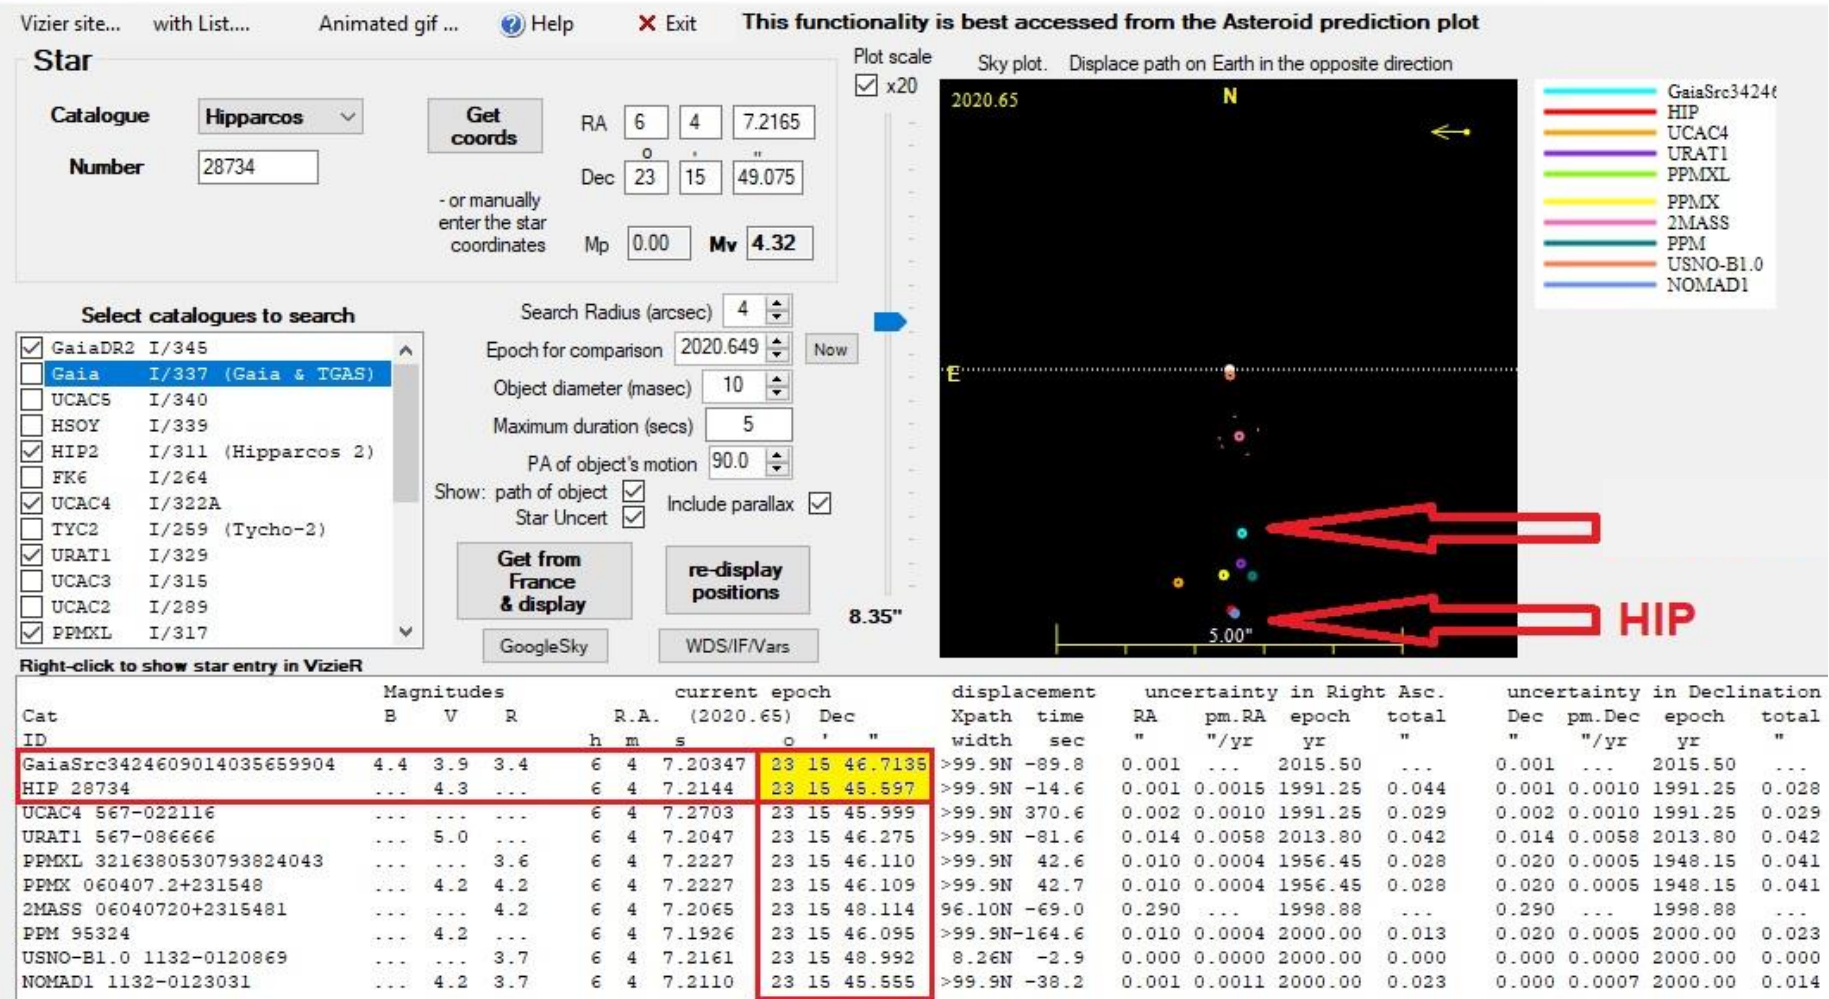 Vizier site... with List.... Animated gif ... Help Exit This functionality is best accessed from the Asteroid prediction plot
Star
Catalogue Hipparcos
Number 28734
Get coords
- or manually enter the star coordinates
RA 6 4 7.2165
o ' "
Dec 23 15 49.075
Mp 0.00 Mv 4.32
Plot scale
x20
8.35"
Sky plot. Displace path on Earth in the opposite direction
2020.65
N
E
5.00"
HIP
GaiaSrc34246
HIP
UCAC4
URAT1
PPMXL
PPMX
2MASS
PPM
USNO-B1.0
NOMAD1
Select catalogues to search
GaiaDR2 I/345
Gaia I/337 (Gaia & TGAS)
UCAC5 I/340
HSOY I/339
HIP2 I/311 (Hipparcos 2)
FK6 I/264
UCAC4 I/322A
TYC2 I/259 (Tycho-2)
URAT1 I/329
UCAC3 I/315
UCAC2 I/289
PPMXL I/317
Search Radius (arcsec) 4
Epoch for comparison 2020.649 Now
Object diameter (masec) 10
Maximum duration (secs) 5
PA of object's motion 90.0
Show: path of object
Star Uncert
Include parallax
Get from France & display
re-display positions
GoogleSky
WDS/IF/Vars
Right-click to show star entry in VizieR
Magnitudes current epoch displacement uncertainty in Right Asc. uncertainty in Declination
Cat B V R R.A. (2020.65) Dec Xpath time RA pm.RA epoch total Dec pm.Dec epoch total
ID h m s o ' " width sec " "/yr yr " " "/yr yr "
GaiaSrc3424609014035659904 4.4 3.9 3.4 6 4 7.20347 23 15 46.7135 >99.9N -89.8 0.001 ... 2015.50 ... 0.001 ... 2015.50 ...
HIP 28734 ... 4.3 ... 6 4 7.2144 23 15 45.597 >99.9N -14.6 0.001 0.0015 1991.25 0.044 0.001 0.0010 1991.25 0.028
UCAC4 567-022116 ... ... ... 6 4 7.2703 23 15 45.999 >99.9N 370.6 0.002 0.0010 1991.25 0.029 0.002 0.0010 1991.25 0.029
URAT1 567-086666 ... 5.0 ... 6 4 7.2047 23 15 46.275 >99.9N -81.6 0.014 0.0058 2013.80 0.042 0.014 0.0058 2013.80 0.042
PPMXL 3216380530793824043 ... ... 3.6 6 4 7.2227 23 15 46.110 >99.9N 42.6 0.010 0.0004 1956.45 0.028 0.020 0.0005 1948.15 0.041
PPMX 060407.2+231548 ... 4.2 4.2 6 4 7.2227 23 15 46.109 >99.9N 42.7 0.010 0.0004 1956.45 0.028 0.020 0.0005 1948.15 0.041
2MASS 06040720+2315481 ... ... 4.2 6 4 7.2065 23 15 48.114 96.10N -69.0 0.290 ... 1998.88 ... 0.290 ... 1998.88 ...
PPM 95324 ... 4.2 ... 6 4 7.1926 23 15 46.095 >99.9N-164.6 0.010 0.0004 2000.00 0.013 0.020 0.0005 2000.00 0.023
USNO-B1.0 1132-0120869 ... ... 3.7 6 4 7.2161 23 15 48.992 8.26N -2.9 0.000 0.0000 2000.00 0.000 0.000 0.0000 2000.00 0.000
NOMAD1 1132-0123031 ... 4.2 3.7 6 4 7.2110 23 15 45.555 >99.9N -38.2 0.001 0.0011 2000.00 0.023 0.000 0.0007 2000.00 0.014